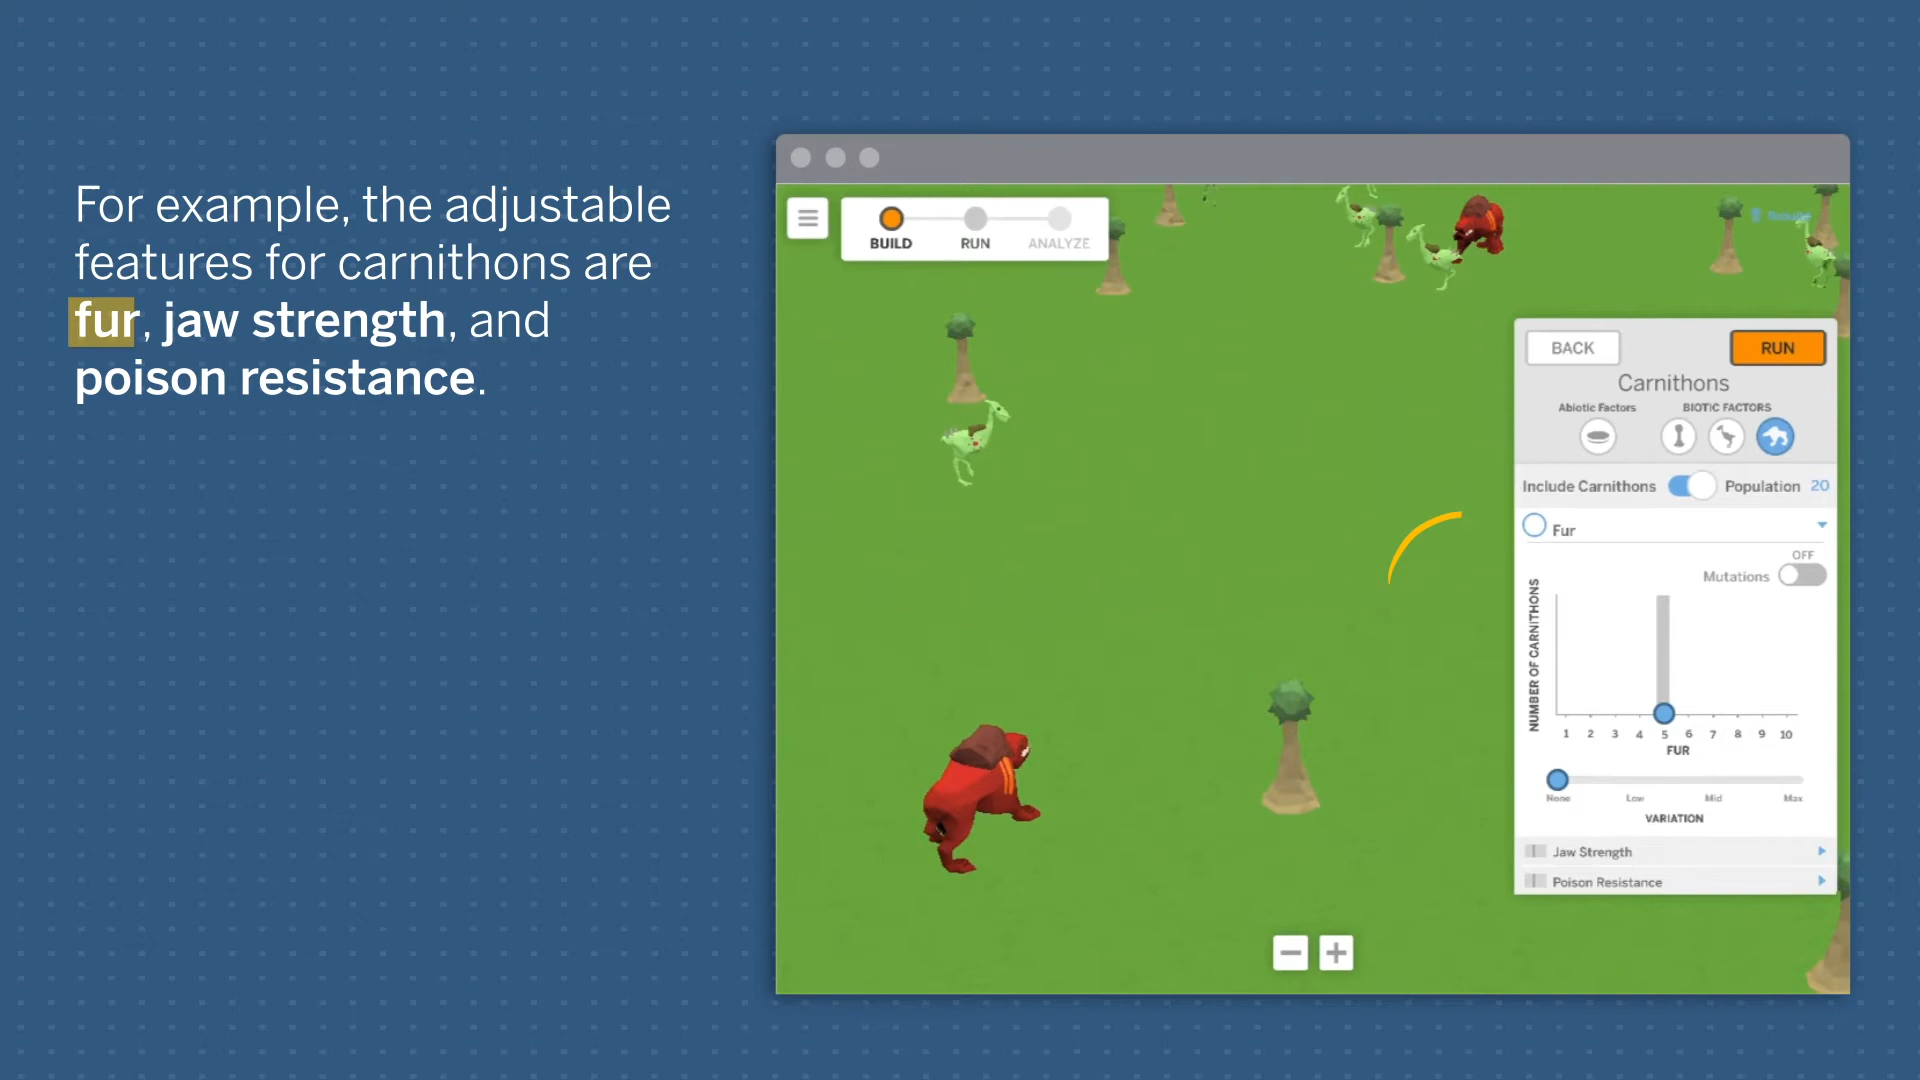 For example, the adjustable
features for carnithons are
fur, jaw strength, and
poison resistance.
BUILD
RUN
ANALYZE
BACK
RUN
Carnithons
Abiotic Factors
BIOTIC FACTORS
Include Carnithons
Population 20
Fur
OFF
Mutations
NUMBER OF CARNITHONS
1 2 3 4 5 6 7 8 9 10
FUR
None Low Mid Max
VARIATION
Jaw Strength
Poison Resistance